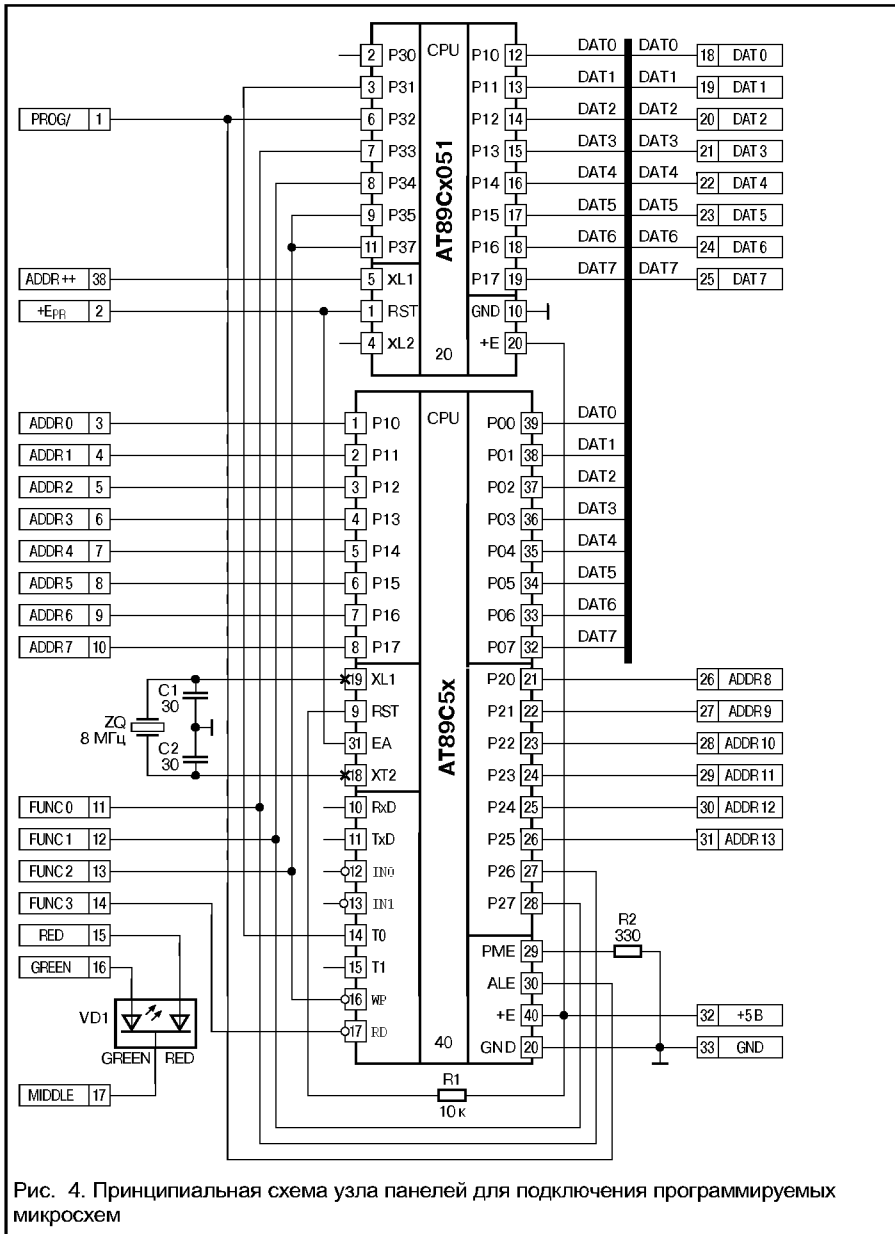 2 P30 CPU P10 12 DAT0 DAT0 18 DAT 0
3 P31 P11 13 DAT1 DAT1 19 DAT 1
PROG/ 1 6 P32 P12 14 DAT2 DAT2 20 DAT 2
7 P33 P13 15 DAT3 DAT3 21 DAT 3
8 P34 P14 16 DAT4 DAT4 22 DAT 4
9 P35 P15 17 DAT5 DAT5 23 DAT 5
11 P37 P16 18 DAT6 DAT6 24 DAT 6
ADDR++ 38 5 XL1 P17 19 DAT7 DAT7 25 DAT 7
+EPR 2 1 RST GND 10
4 XL2 20 +E 20
AT89Cx051
CPU
ADDR 0 3 1 P10 P00 39 DAT0
ADDR 1 4 2 P11 P01 38 DAT1
ADDR 2 5 3 P12 P02 37 DAT2
ADDR 3 6 4 P13 P03 36 DAT3
ADDR 4 7 5 P14 P04 35 DAT4
ADDR 5 8 6 P15 P05 34 DAT5
ADDR 6 9 7 P16 P06 33 DAT6
ADDR 7 10 8 P17 P07 32 DAT7
C1 30 19 XL1 P20 21 26 ADDR 8
9 RST P21 22 27 ADDR 9
ZQ 8 МГц
C2 30 31 EA P22 23 28 ADDR 10
18 XT2 P23 24 29 ADDR 11
AT89C5x
FUNC 0 11 10 RxD P24 25 30 ADDR 12
FUNC 1 12 11 TxD P25 26 31 ADDR 13
FUNC 2 13 12 IN0 P26 27
FUNC 3 14 13 IN1 P27 28
R2 330
RED 15 14 T0 PME 29
GREEN 16 15 T1 ALE 30
VD1 16 WP +E 40 32 +5 В
17 RD 40 GND 20 33 GND
GREEN RED
R1
MIDDLE 17 10 к
Рис. 4. Принципиальная схема узла панелей для подключения программируемых
микросхем